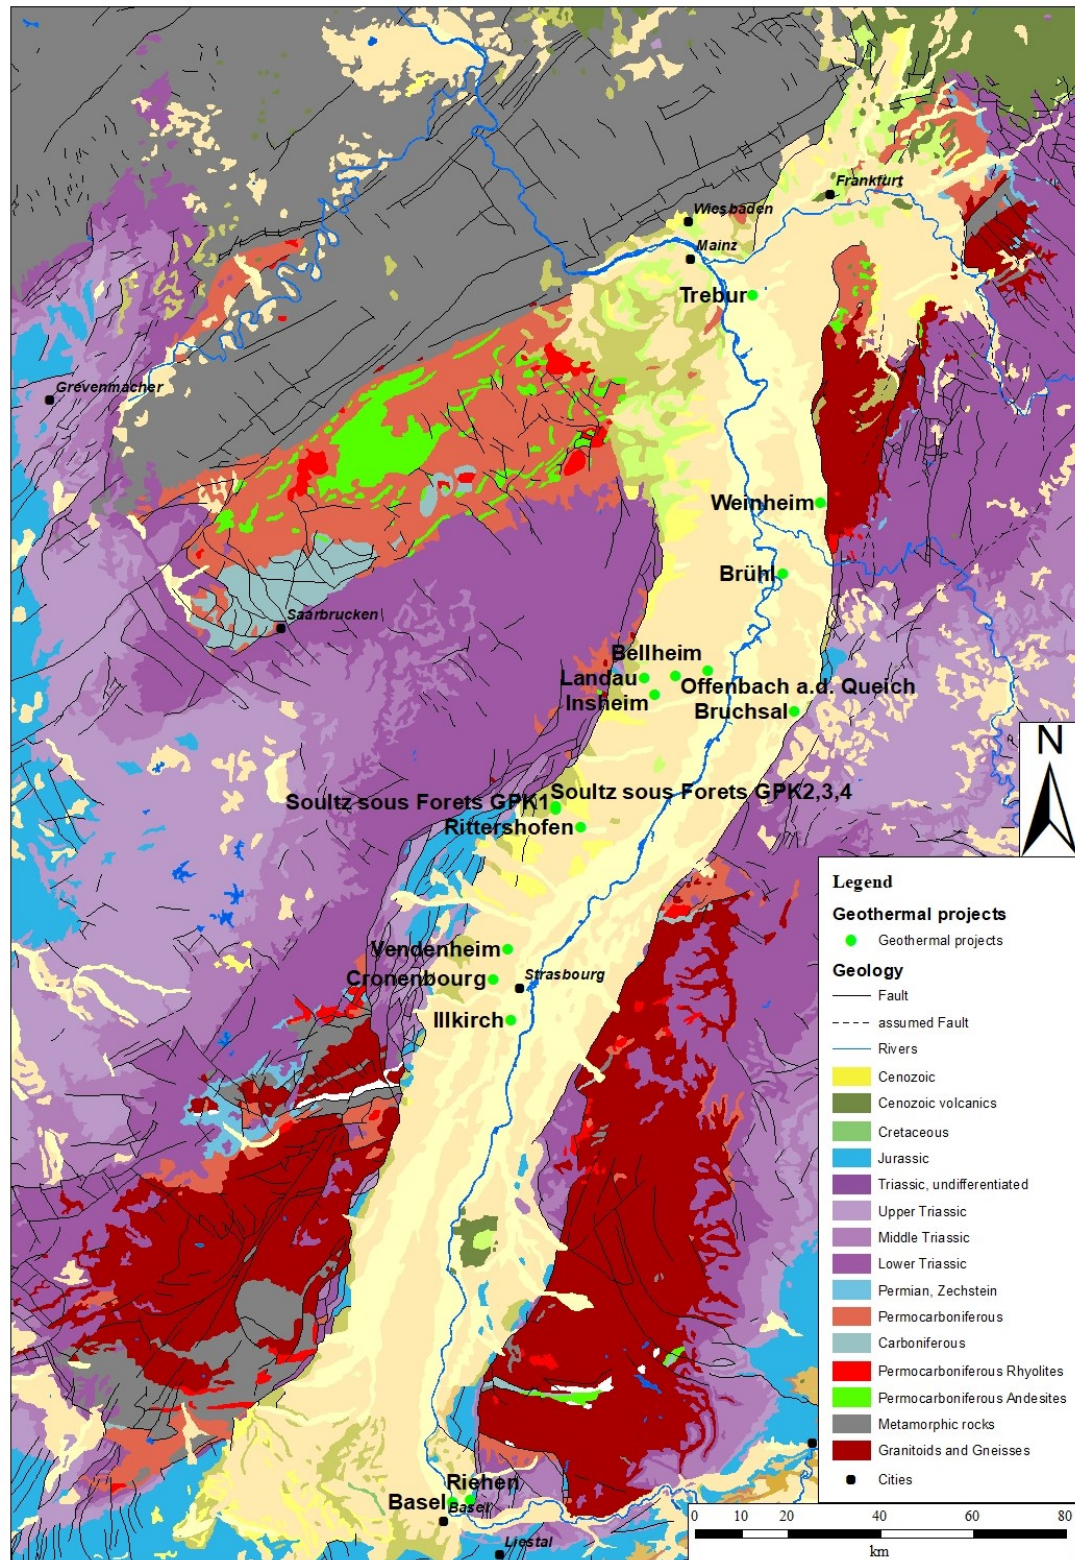 Frankfurt
Wiesbaden
Mainz
Trebur
Grevenmacher
Weinheim
Brühl
Saarbrucken
Bellheim
Landau
Offenbach a.d. Queich
Insheim
Bruchsal
N
Soultz sous Forets GPK2,3,4
Soultz sous Forets GPK1
Rittershofen
Vendenheim
Cronenbourg
Strasbourg
Illkirch
Riehen
Basel
Basel
Liestal
Legend
Geothermal projects
Geothermal projects
Geology
Fault
assumed Fault
Rivers
Cenozoic
Cenozoic volcanics
Cretaceous
Jurassic
Triassic, undifferentiated
Upper Triassic
Middle Triassic
Lower Triassic
Permian, Zechstein
Permocarboniferous
Carboniferous
Permocarboniferous Rhyolites
Permocarboniferous Andesites
Metamorphic rocks
Granitoids and Gneisses
Cities
0 10 20 40 60 80
km